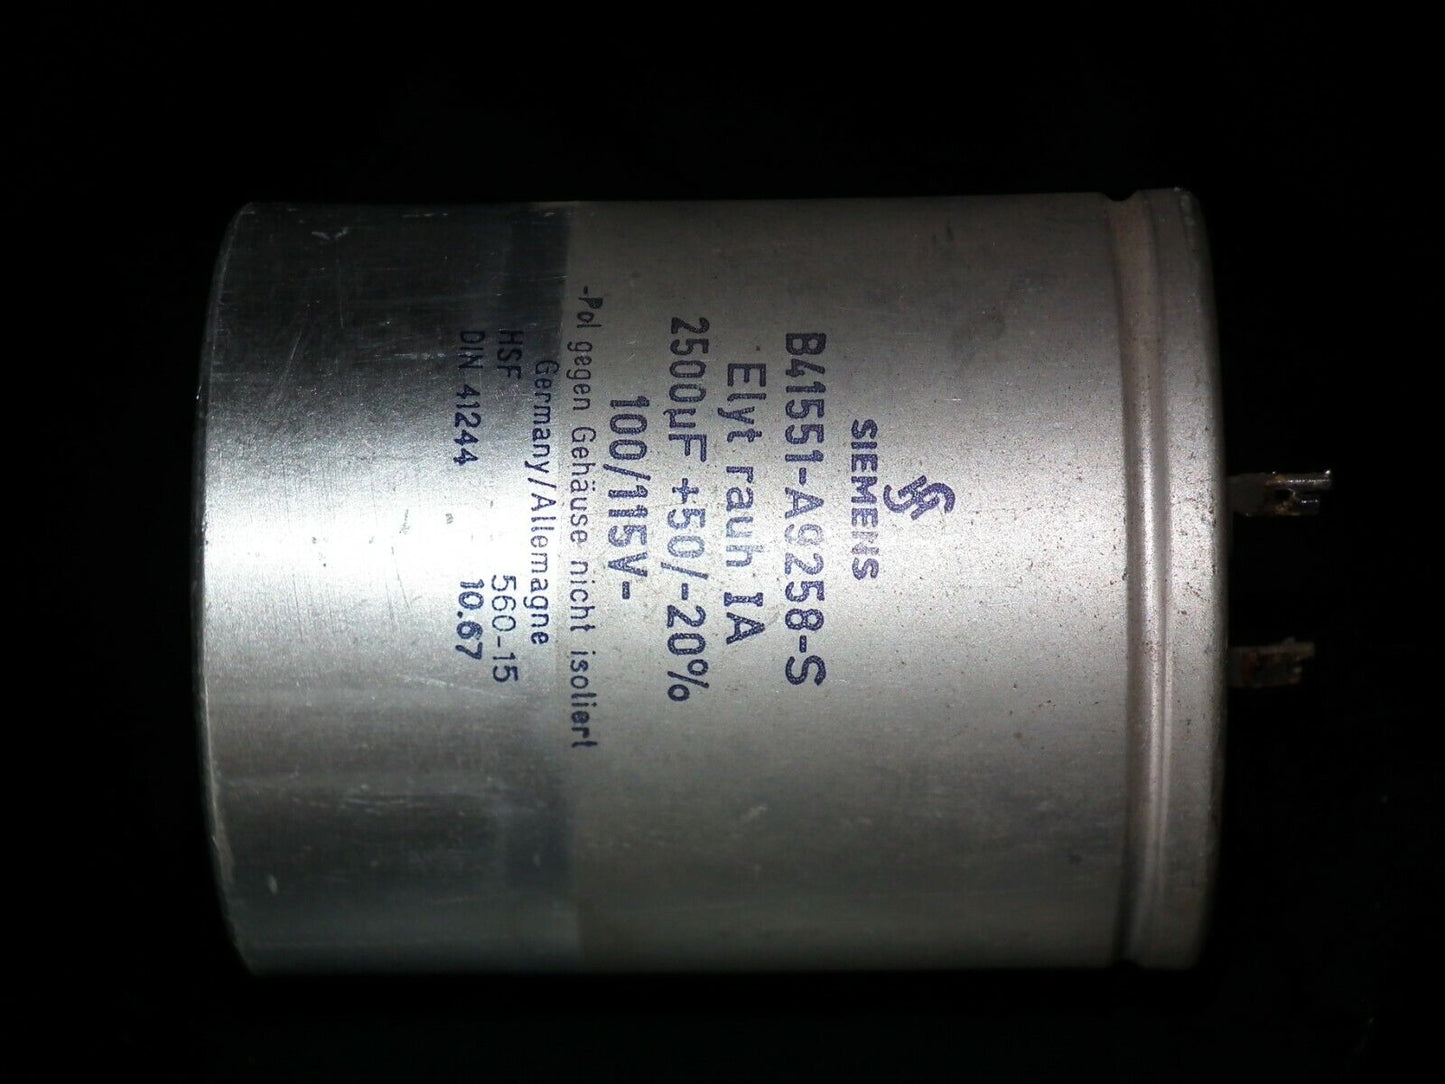 SIEMENS
B41551-A9258-S
Elyt rauh IA
2500µF +50/-20%
100/115V-
-Pol gegen Gehäuse nicht isoliert
Germany/Allemagne
HSF 560-15
DIN 41244 10.67